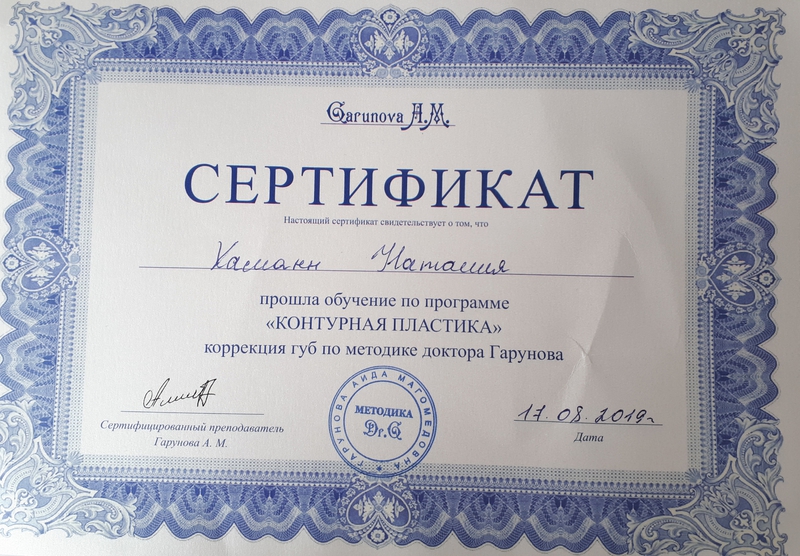 Garunova A.M.
СЕРТИФИКАТ
Настоящий сертификат свидетельствует о том, что
Хаманн Наталия
прошла обучение по программе
«КОНТУРНАЯ ПЛАСТИКА»
коррекция губ по методике доктора Гарунова
Сертифицированный преподаватель
Гарунова А. М.
ГАРУНОВА АИДА МАГОМЕДОВНА
МЕТОДИКА
Dr.G
17.08.2019г
Дата